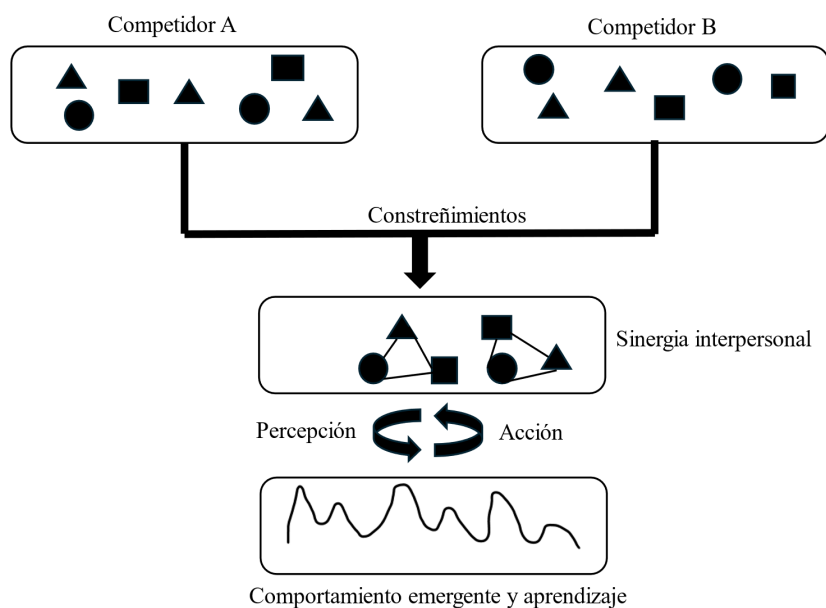 Competidor A
Competidor B
Constreñimientos
Sinergia interpersonal
Percepción
Acción
Comportamiento emergente y aprendizaje